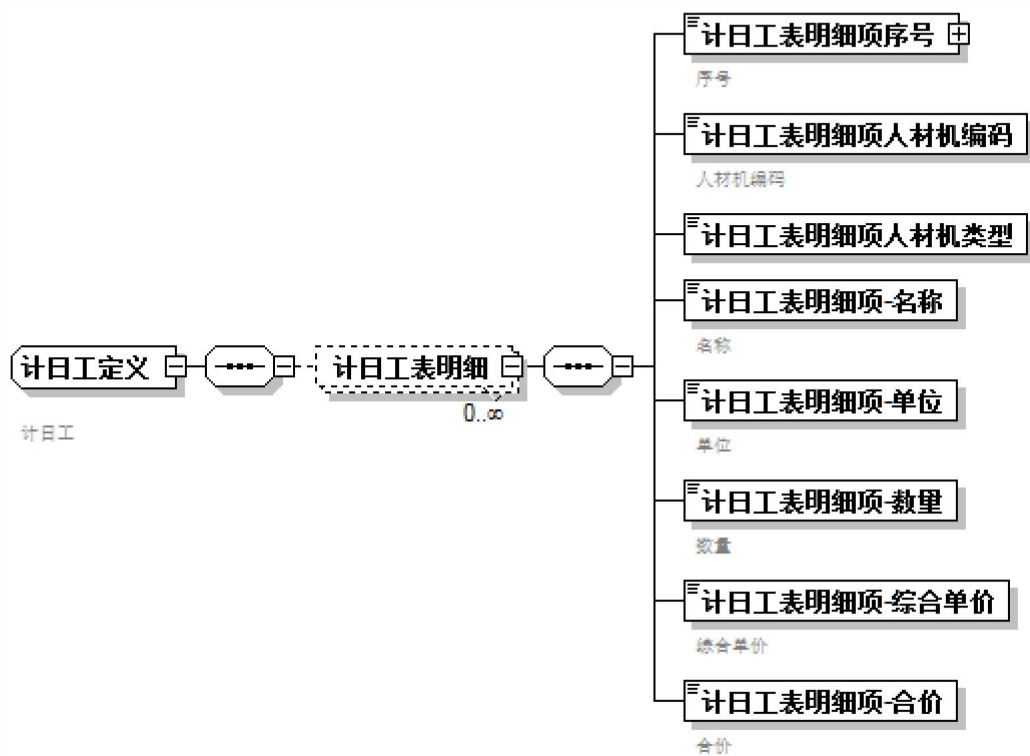 计日工表明细项序号
序号
计日工表明细项人材机编码
人材机编码
计日工表明细项人材机类型
计日工表明细项-名称
名称
计日工定义
计日工表明细
0..∞
计日工
计日工表明细项-单位
单位
计日工表明细项-数量
数量
计日工表明细项-综合单价
综合单价
计日工表明细项-合价
合价